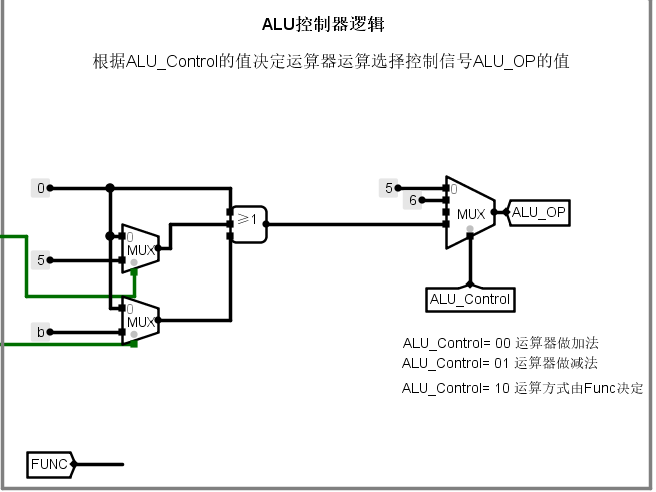 ALU控制器逻辑
根据ALU_Control的值决定运算器运算选择控制信号ALU_OP的值
0
5
b
0
MUX
0
MUX
≥1
5
6
0
MUX
ALU_OP
ALU_Control
ALU_Control= 00 运算器做加法
ALU_Control= 01 运算器做减法
ALU_Control= 10 运算方式由Func决定
FUNC